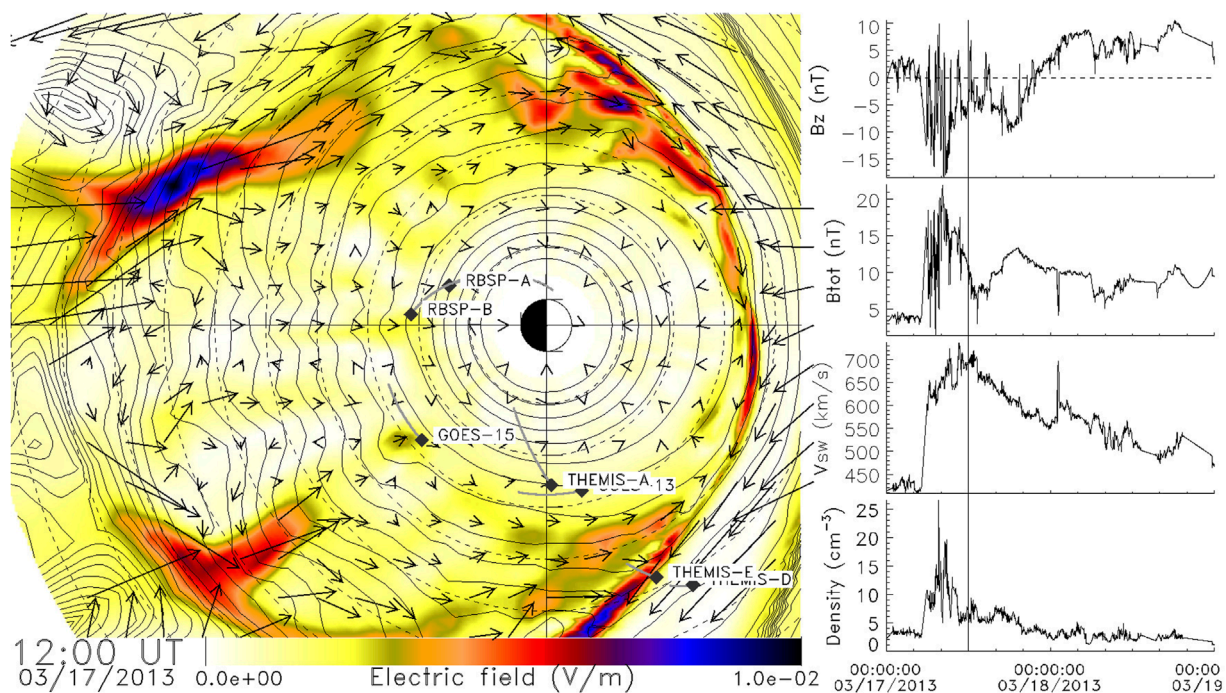 RBSP-A
RBSP-B
GOES-15
THEMIS-A
13
THEMIS-E
THEMIS-D
12:00 UT
03/17/2013
0.0e+00
Electric field (V/m)
1.0e-02
Bz (nT)
10
5
0
-5
-10
-15
Btot (nT)
20
15
10
5
Vsw (km/s)
700
650
600
550
500
450
Density (cm⁻³)
25
20
15
10
5
0
00:00:00
03/17/2013
00:00:00
03/18/2013
00:00
03/19